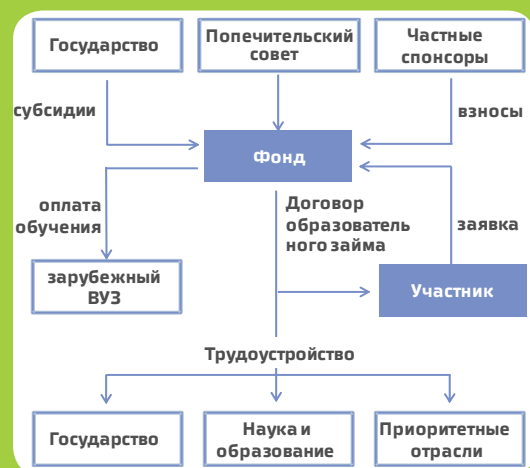 Государство
Попечительский
совет
Частные
спонсоры
субсидии
взносы
Фонд
оплата
обучения
Договор
образователь
ного займа
заявка
зарубежный
ВУЗ
Участник
Трудоустройство
Государство
Наука и
образование
Приоритетные
отрасли